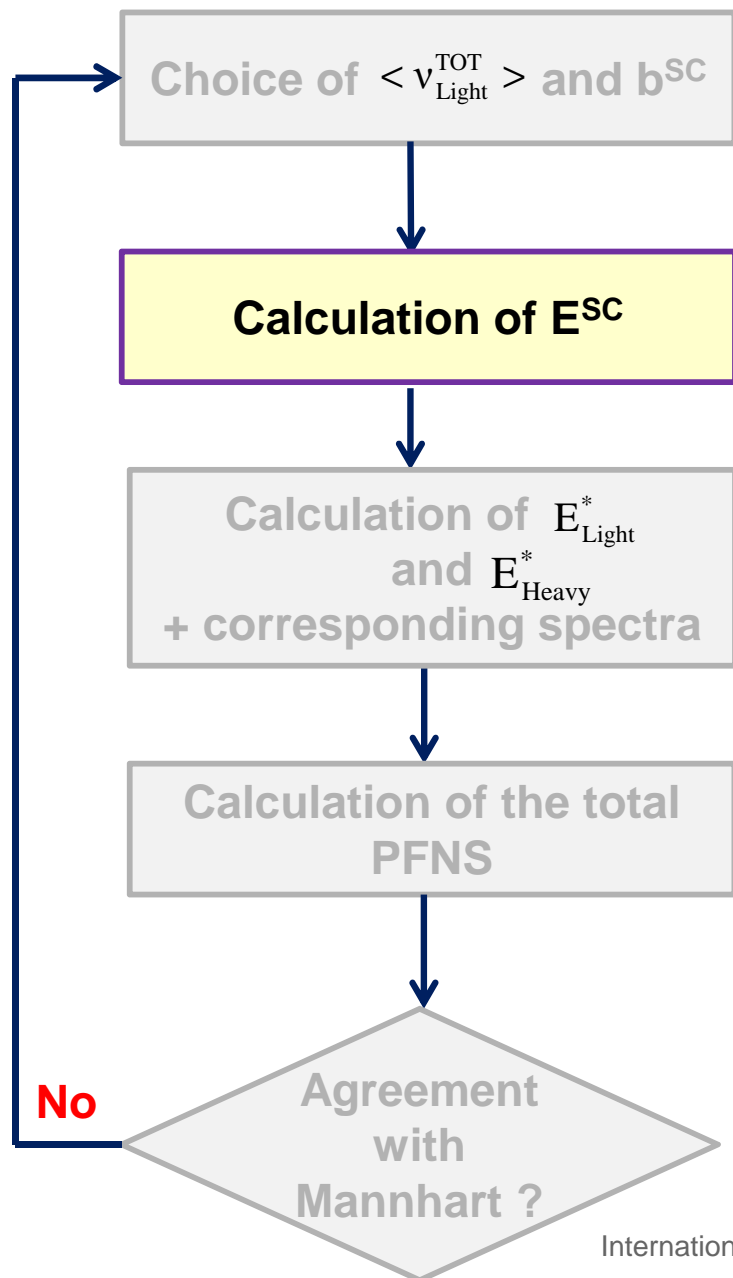 Choice of < ν^TOT_Light > and b^SC
Calculation of E^SC
Calculation of E^*_Light
and E^*_Heavy
+ corresponding spectra
Calculation of the total
PFNS
No
Agreement
with
Mannhart ?
Internation